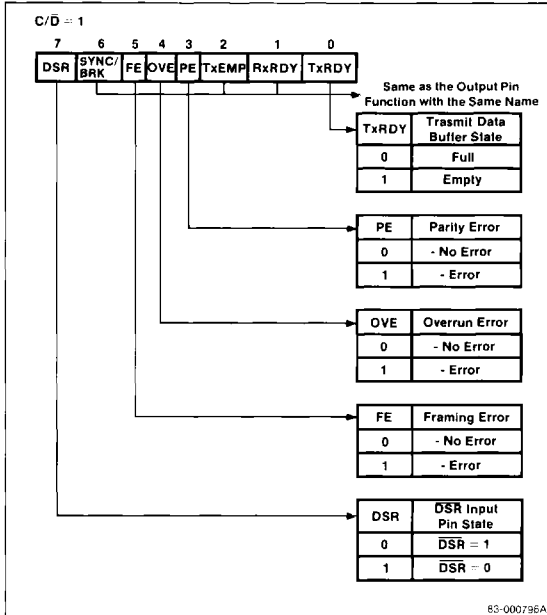 C/D̅ = 1
7 6 5 4 3 2 1 0
DSR SYNC/BRK FE OVE PE TxEMP RxRDY TxRDY
Same as the Output Pin
Function with the Same Name
TxRDY Trasmit Data
Buffer State
0 Full
1 Empty
PE Parity Error
0 - No Error
1 - Error
OVE Overrun Error
0 - No Error
1 - Error
FE Framing Error
0 - No Error
1 - Error
DSR D̅S̅R̅ Input
Pin State
0 D̅S̅R̅ = 1
1 D̅S̅R̅ = 0
83-000796A